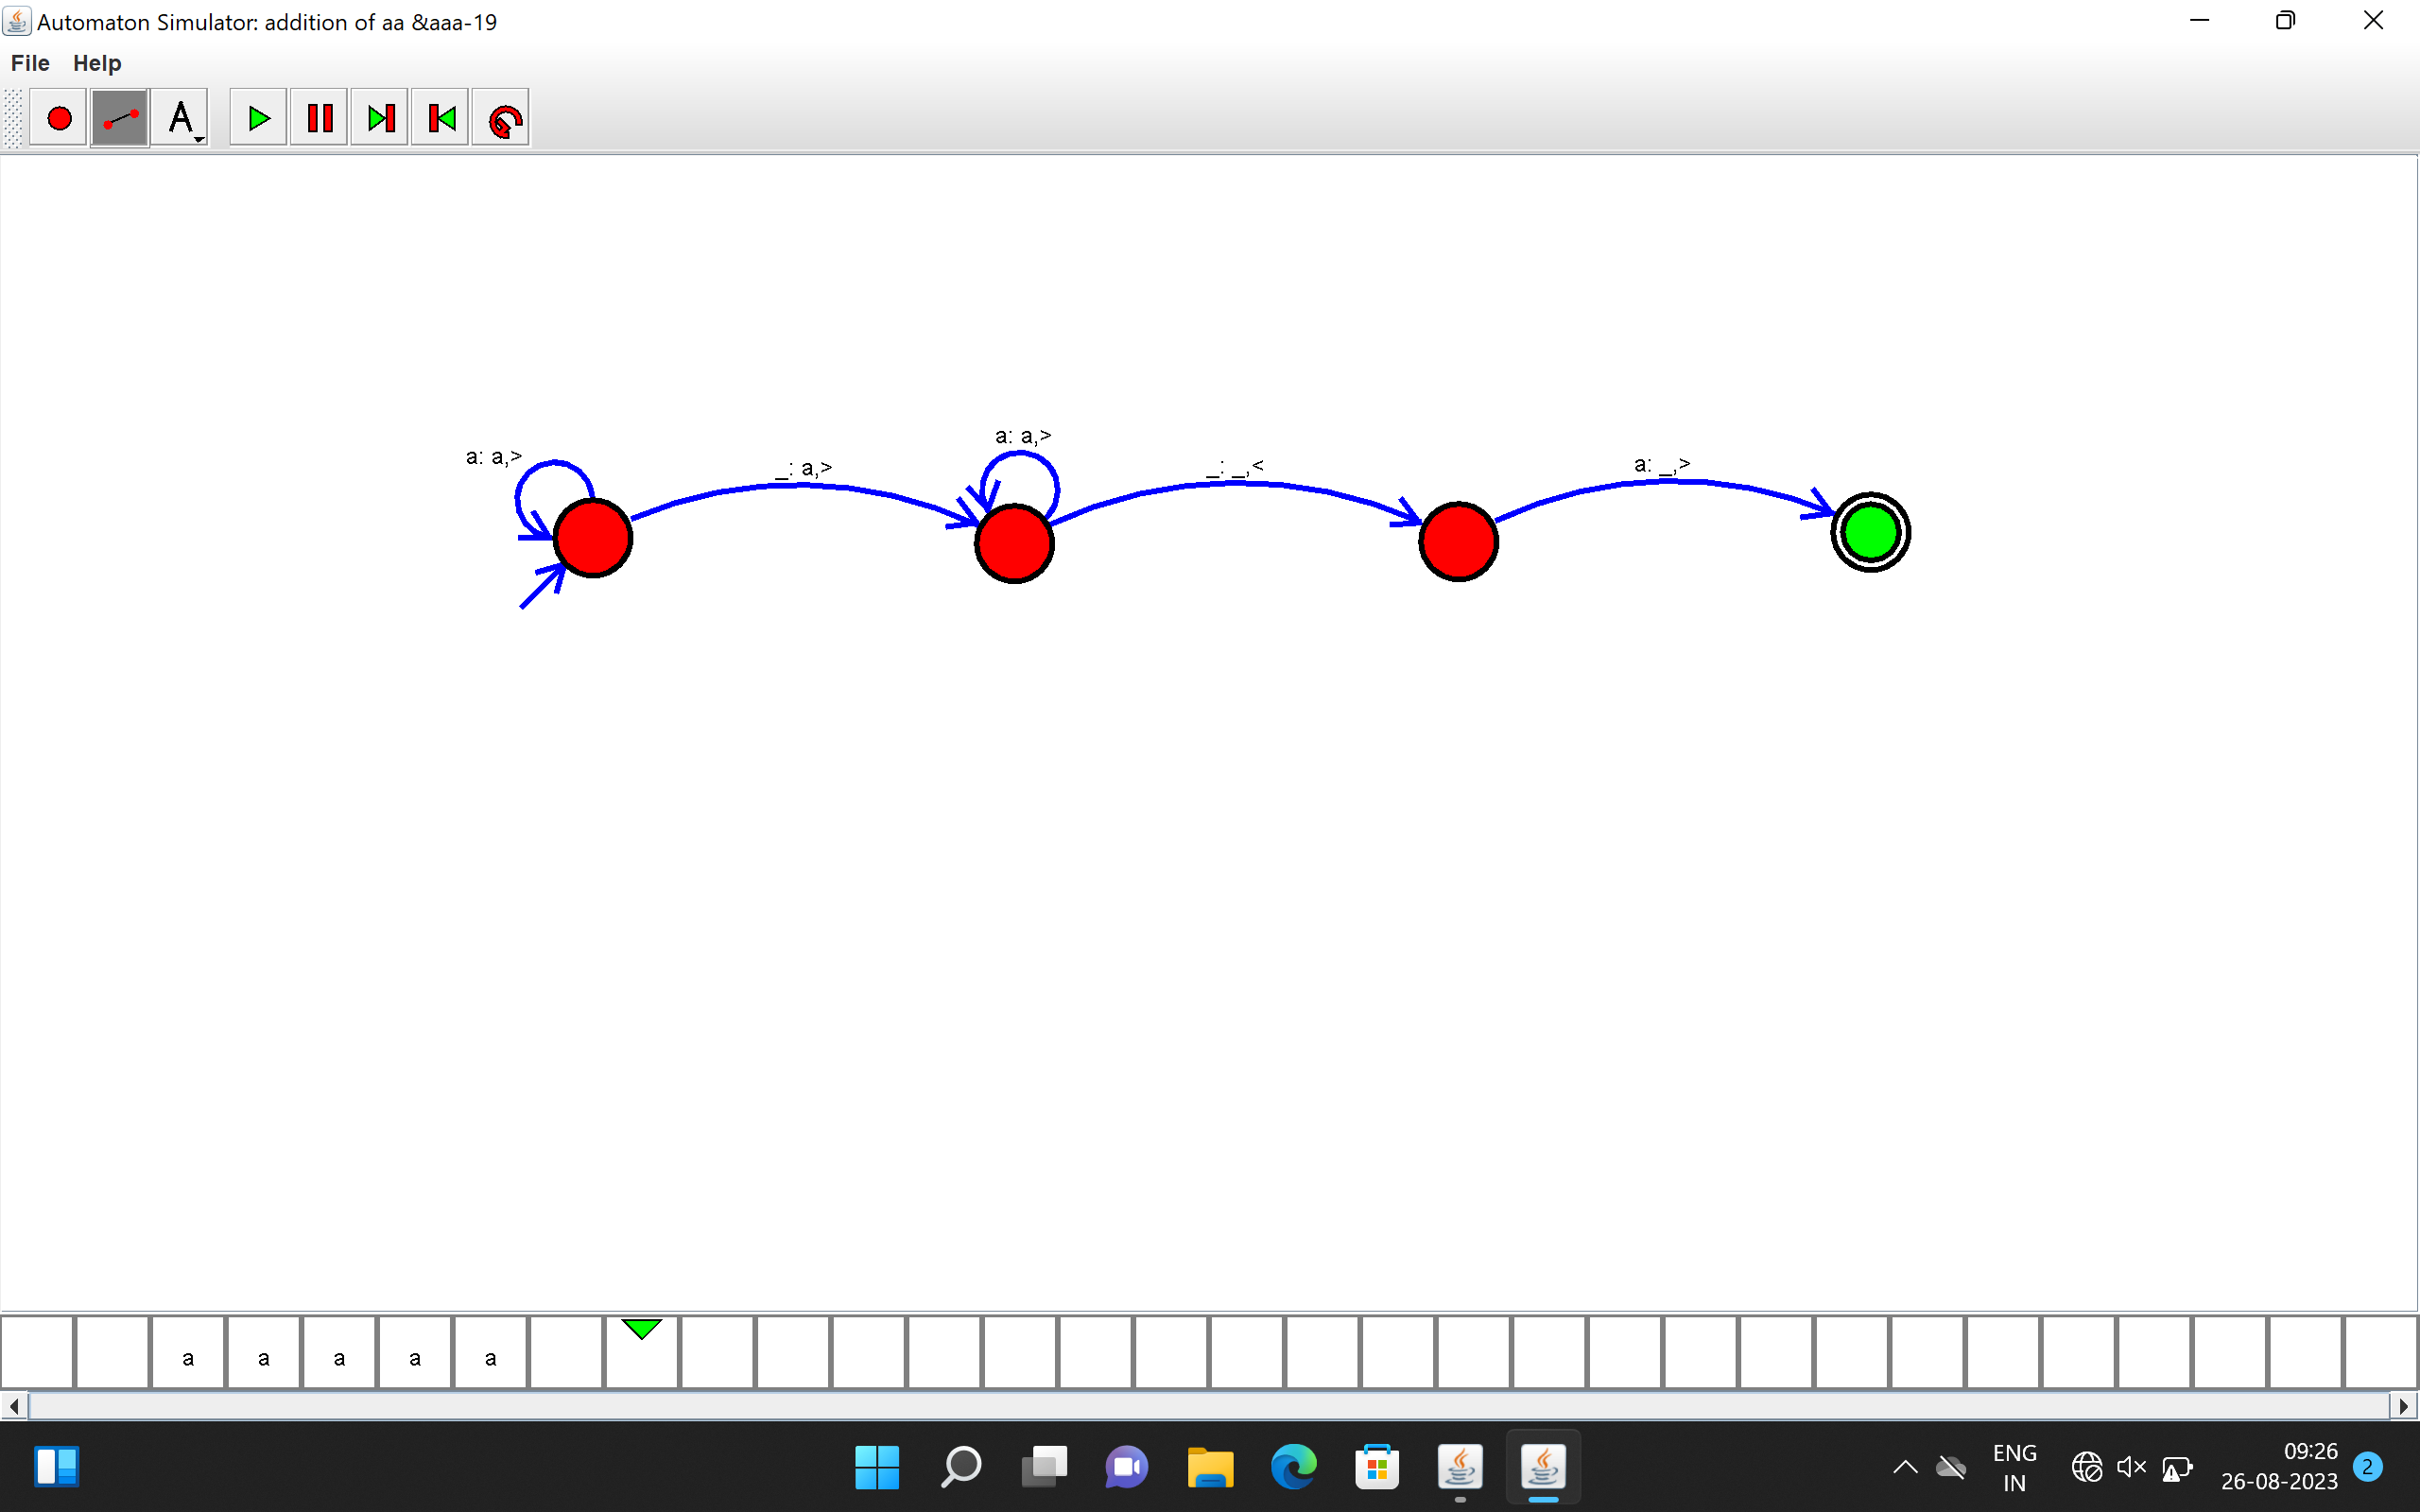 Automaton Simulator: addition of aa &aaa-19
File Help
A
a: a,>
_: a,>
a: a,>
_: _,<
a: _,>
a a a a a
ENG
IN
09:26
26-08-2023
2